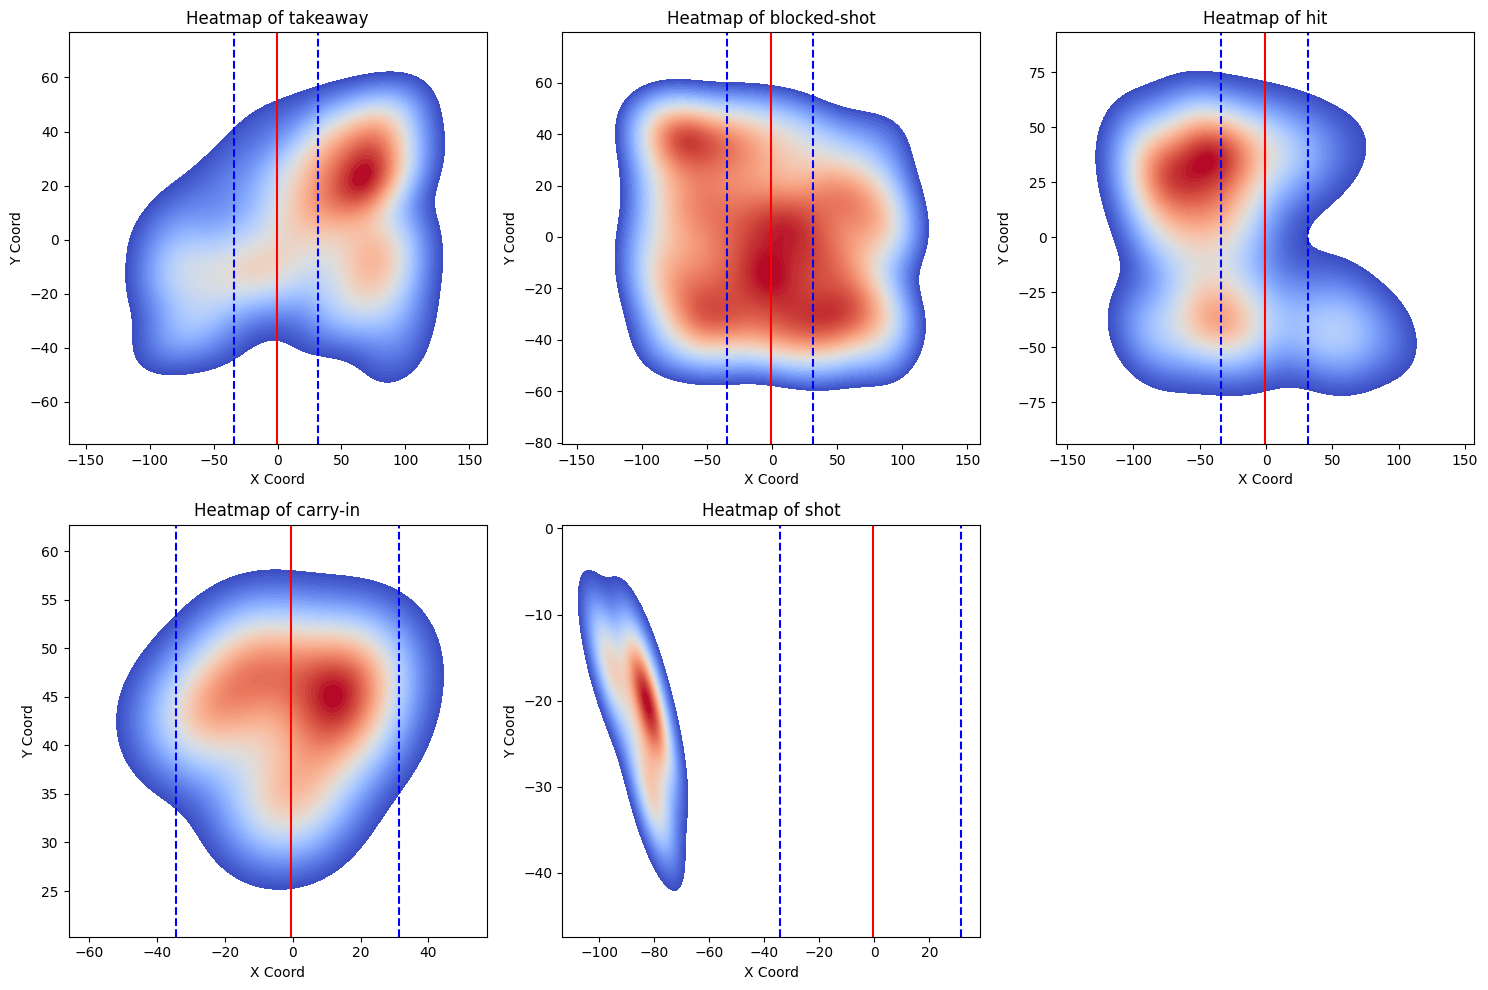 Heatmap of takeaway
Y Coord
60
40
20
0
−20
−40
−60
−150 −100 −50 0 50 100 150
X Coord
Heatmap of blocked-shot
Y Coord
60
40
20
0
−20
−40
−60
−80
−150 −100 −50 0 50 100 150
X Coord
Heatmap of hit
Y Coord
75
50
25
0
−25
−50
−75
−150 −100 −50 0 50 100 150
X Coord
Heatmap of carry-in
Y Coord
60
55
50
45
40
35
30
25
−60 −40 −20 0 20 40
X Coord
Heatmap of shot
Y Coord
0
−10
−20
−30
−40
−100 −80 −60 −40 −20 0 20
X Coord